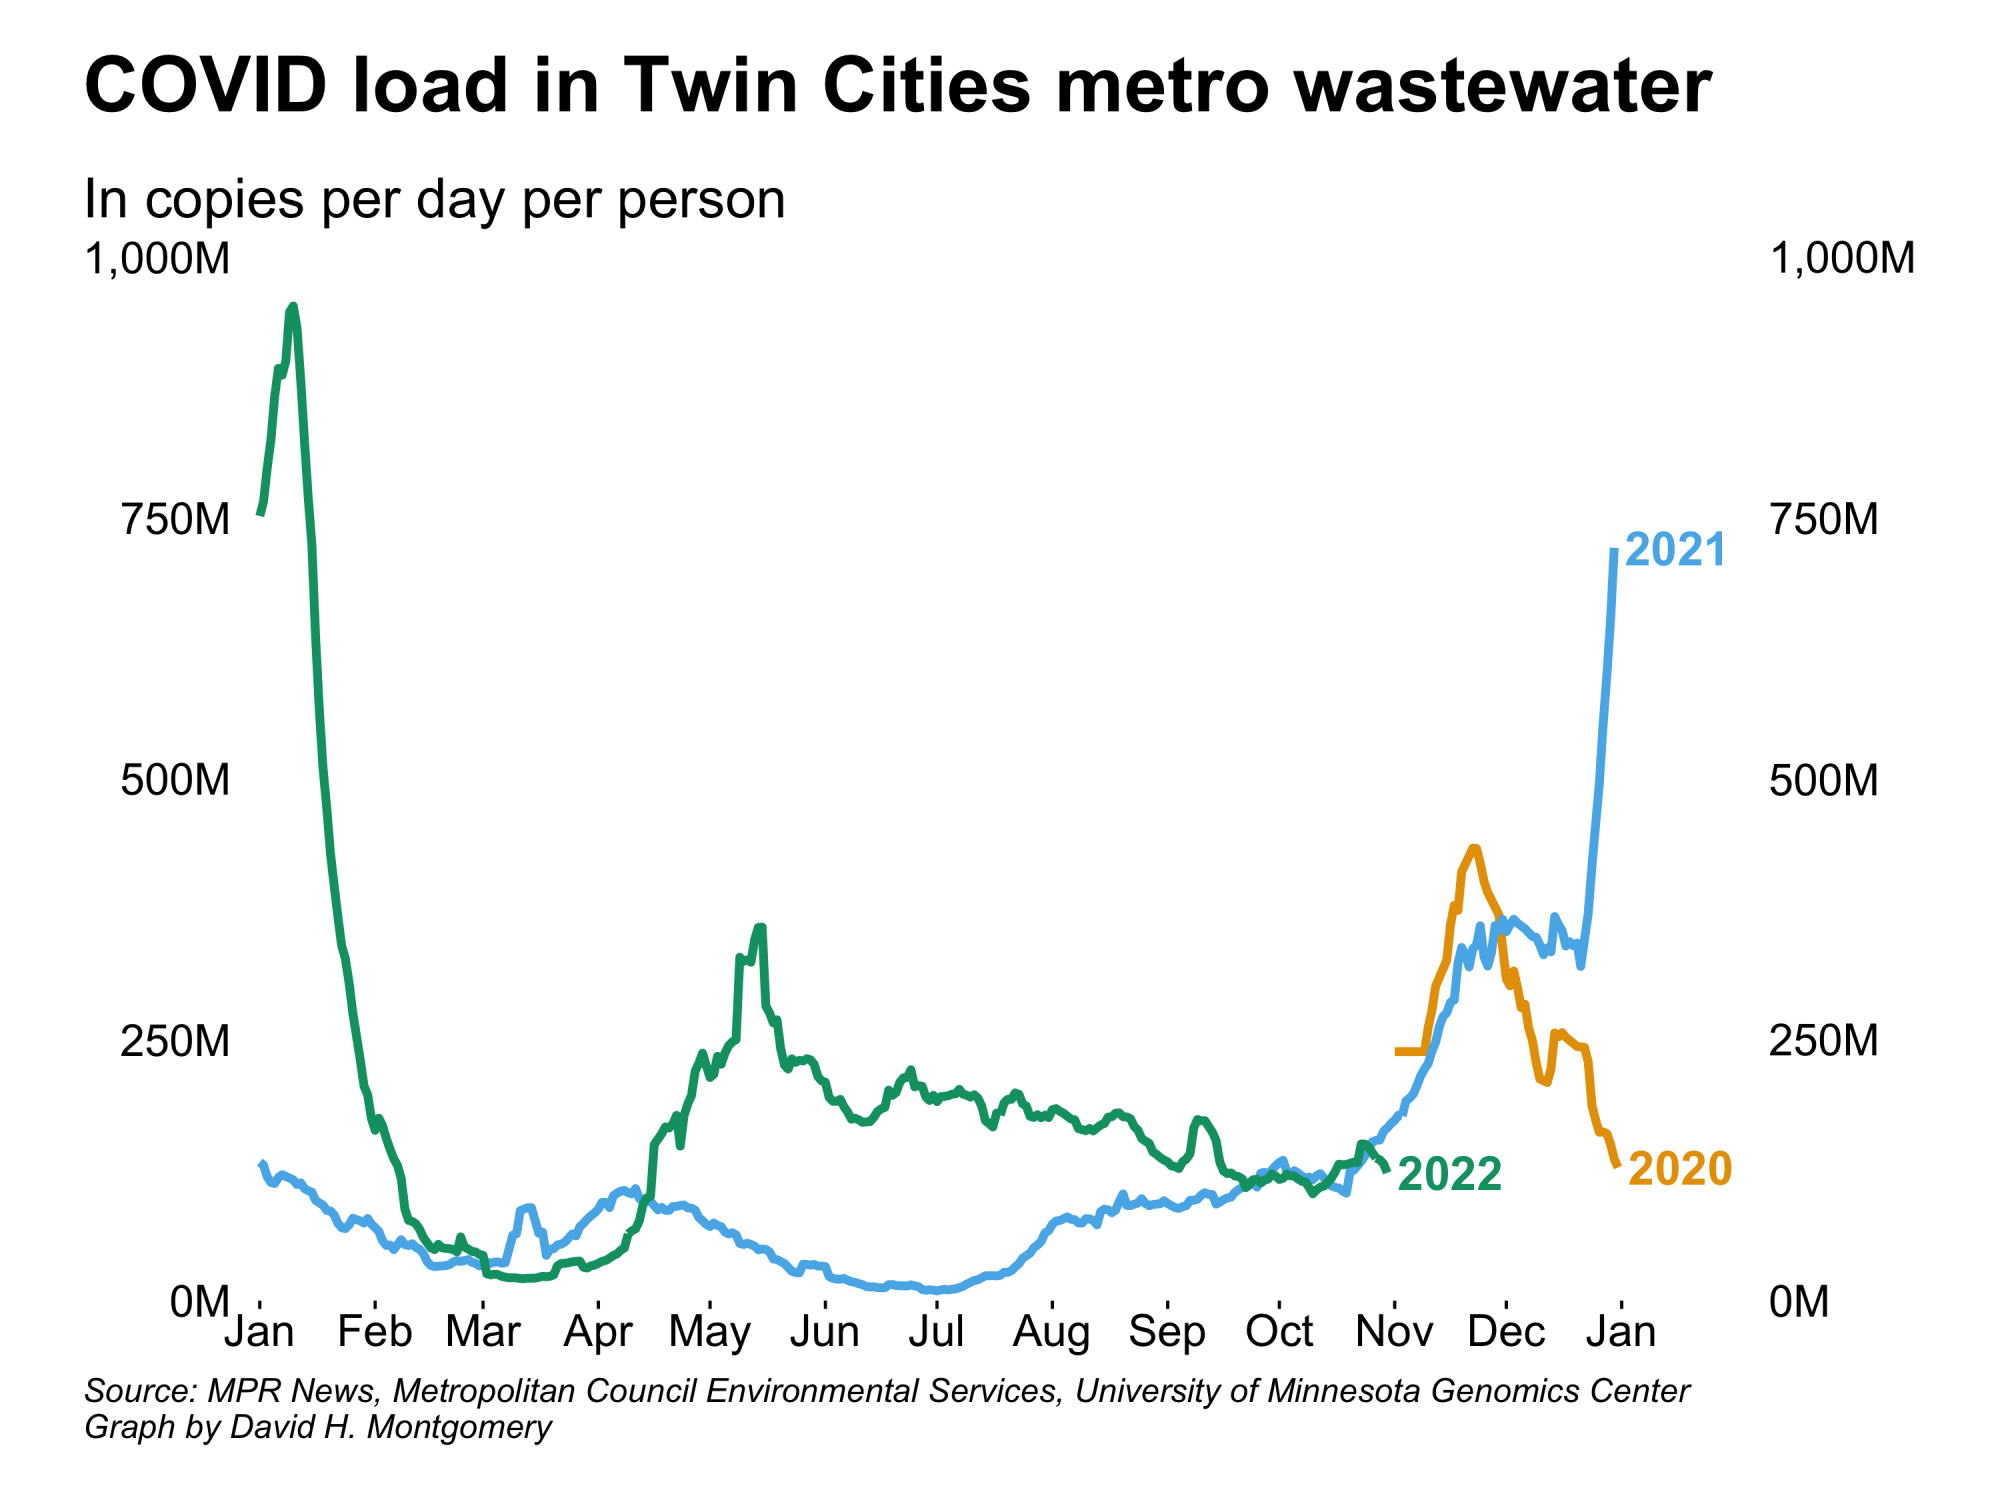 COVID load in Twin Cities metro wastewater
In copies per day per person
1,000M 1,000M
750M 750M
2021
500M 500M
250M 250M
2022 2020
0M 0M
Jan Feb Mar Apr May Jun Jul Aug Sep Oct Nov Dec Jan
Source: MPR News, Metropolitan Council Environmental Services, University of Minnesota Genomics Center
Graph by David H. Montgomery